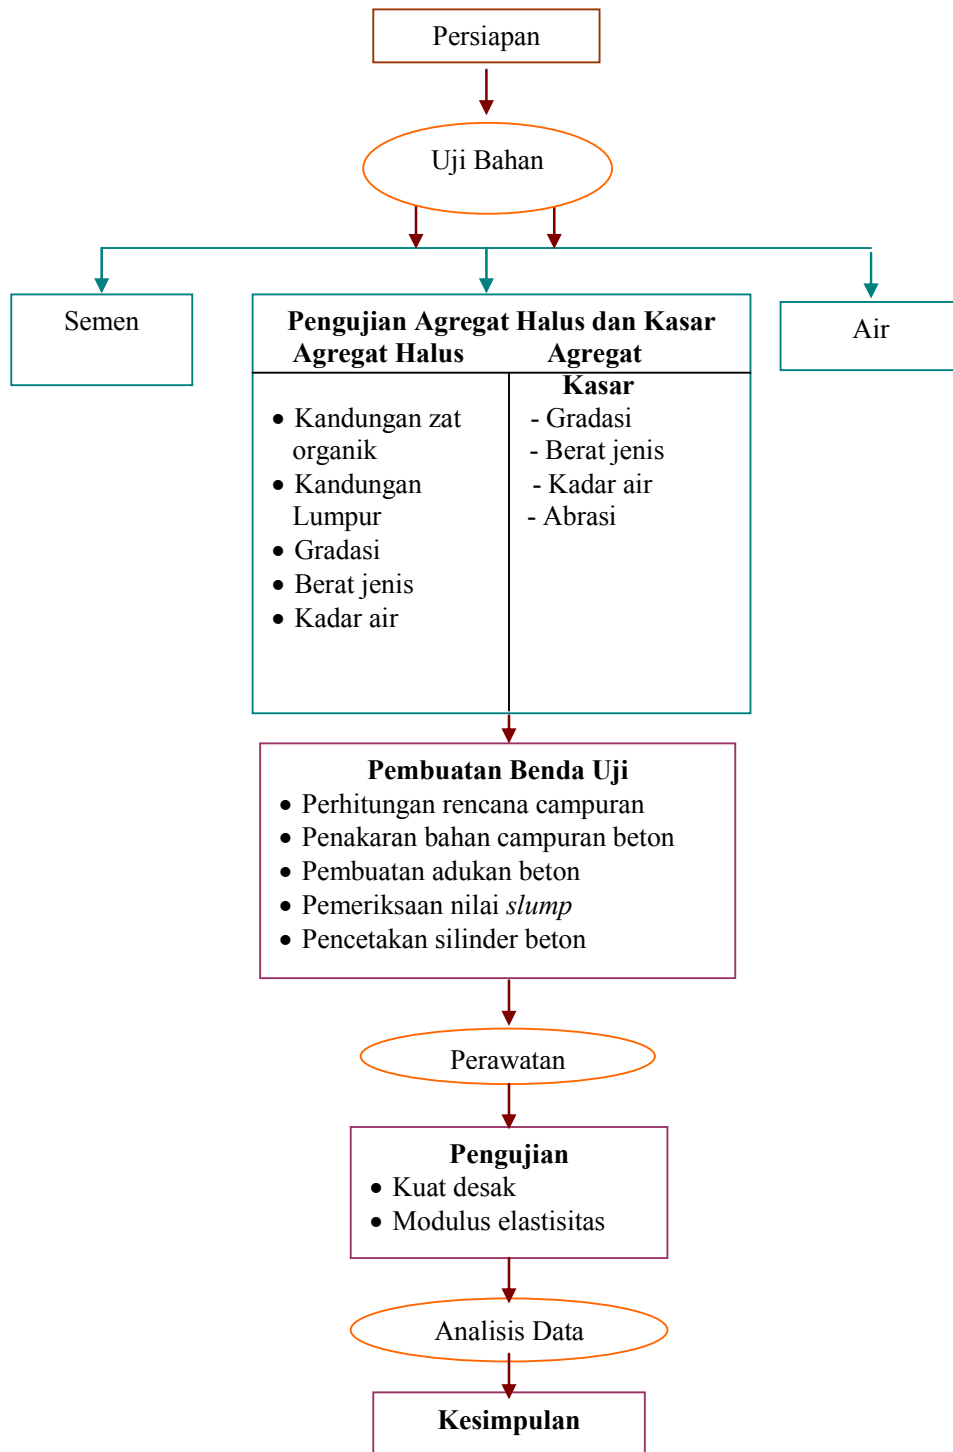 Persiapan
Uji Bahan
Semen
Pengujian Agregat Halus dan Kasar
Agregat Halus
Agregat
Kasar
Air
• Kandungan zat
organik
• Kandungan
Lumpur
• Gradasi
• Berat jenis
• Kadar air
- Gradasi
- Berat jenis
- Kadar air
- Abrasi
Pembuatan Benda Uji
• Perhitungan rencana campuran
• Penakaran bahan campuran beton
• Pembuatan adukan beton
• Pemeriksaan nilai slump
• Pencetakan silinder beton
Perawatan
Pengujian
• Kuat desak
• Modulus elastisitas
Analisis Data
Kesimpulan